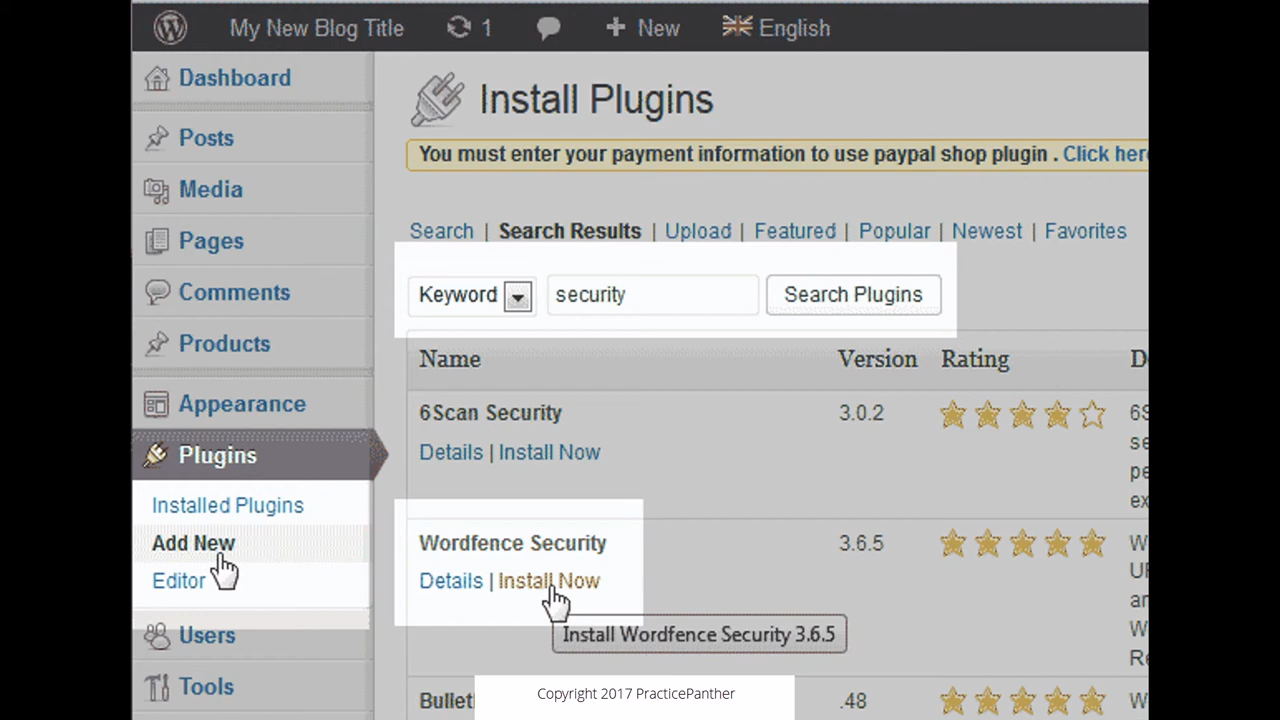 My New Blog Title 1 New English
Dashboard
Posts
Media
Pages
Comments
Products
Appearance
Plugins
Installed Plugins
Add New
Editor
Users
Tools
Install Plugins
You must enter your payment information to use paypal shop plugin . Click here
Search | Search Results | Upload | Featured | Popular | Newest | Favorites
Keyword security Search Plugins
Name Version Rating
6Scan Security 3.0.2
Details | Install Now
Wordfence Security 3.6.5
Details | Install Now
Install Wordfence Security 3.6.5
.48
Copyright 2017 PracticePanther